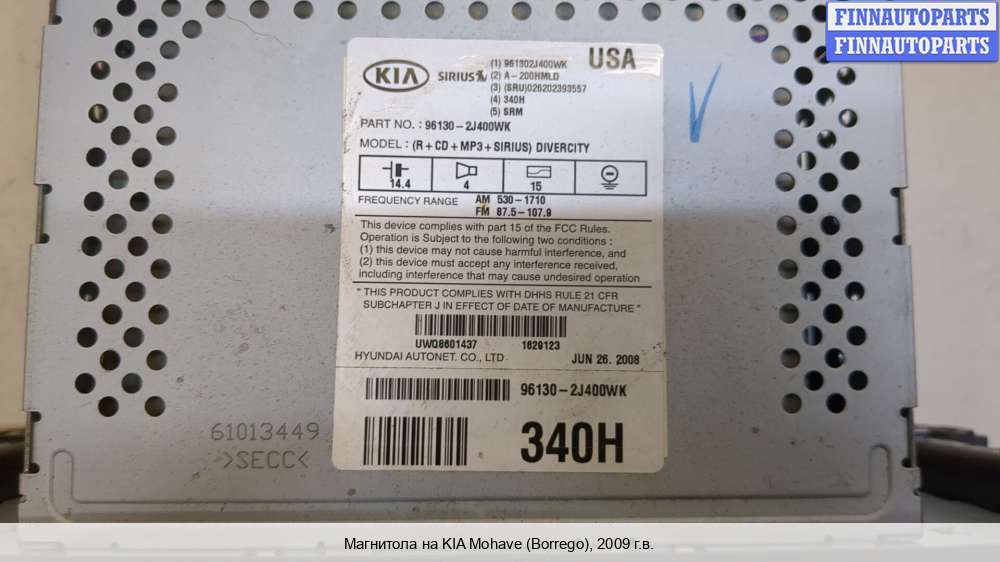 FINNAUTOPARTS
FINNAUTOPARTS
USA
KIA SIRIUS
(1) 961302J400WK
(2) A-200HMLD
(3) (SRU)026202393557
(4) 340H
(5) SRM
PART NO. : 96130-2J400WK
MODEL : (R+CD+MP3+SIRIUS) DIVERCITY
14.4 4 15
FREQUENCY RANGE AM 530-1710
FM 87.5-107.9
This device complies with part 15 of the FCC Rules.
Operation is Subject to the following two conditions :
(1) this device may not cause harmful interference, and
(2) this device must accept any interference received,
including interference that may cause undesired operation
" THIS PRODUCT COMPLIES WITH DHHS RULE 21 CFR
SUBCHAPTER J IN EFFECT OF DATE OF MANUFACTURE "
UWQ8601437 1629123
HYUNDAI AUTONET. CO., LTD JUN 26. 2008
96130-2J400WK
340H
61013449
>SECC<
Магнитола на KIA Mohave (Borrego), 2009 г.в.